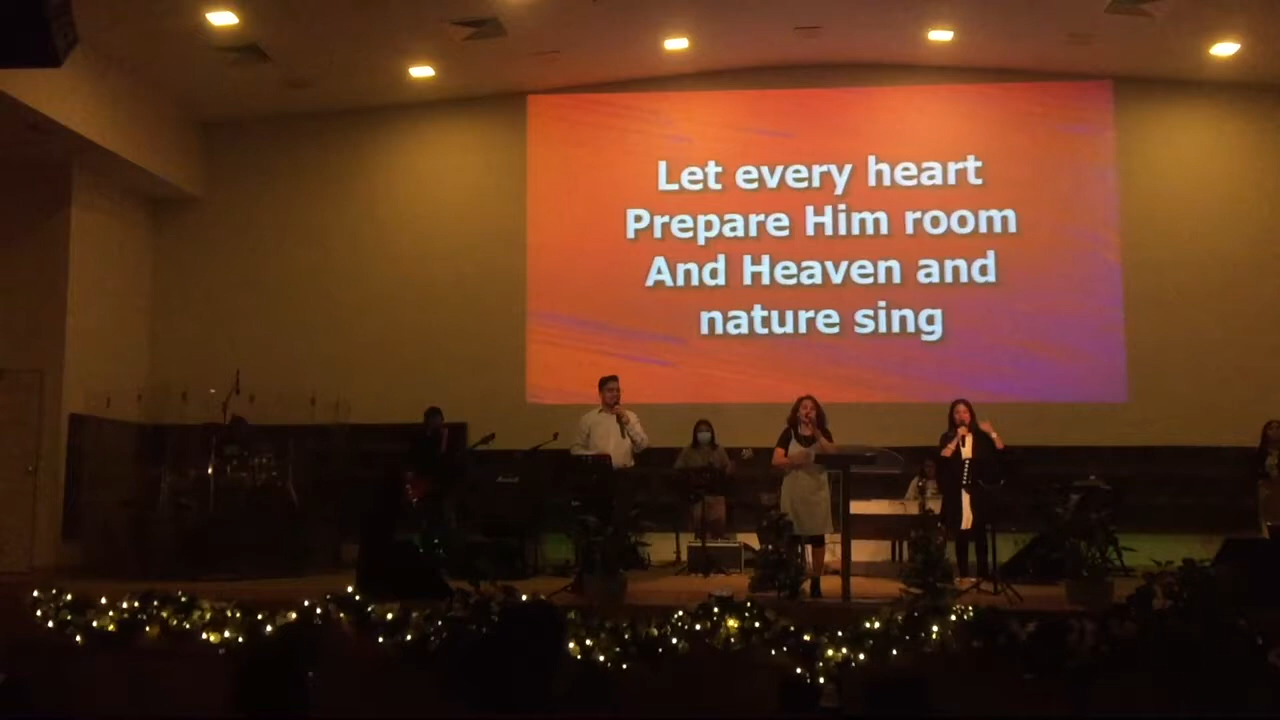 Let every heart
Prepare Him room
And Heaven and
nature sing